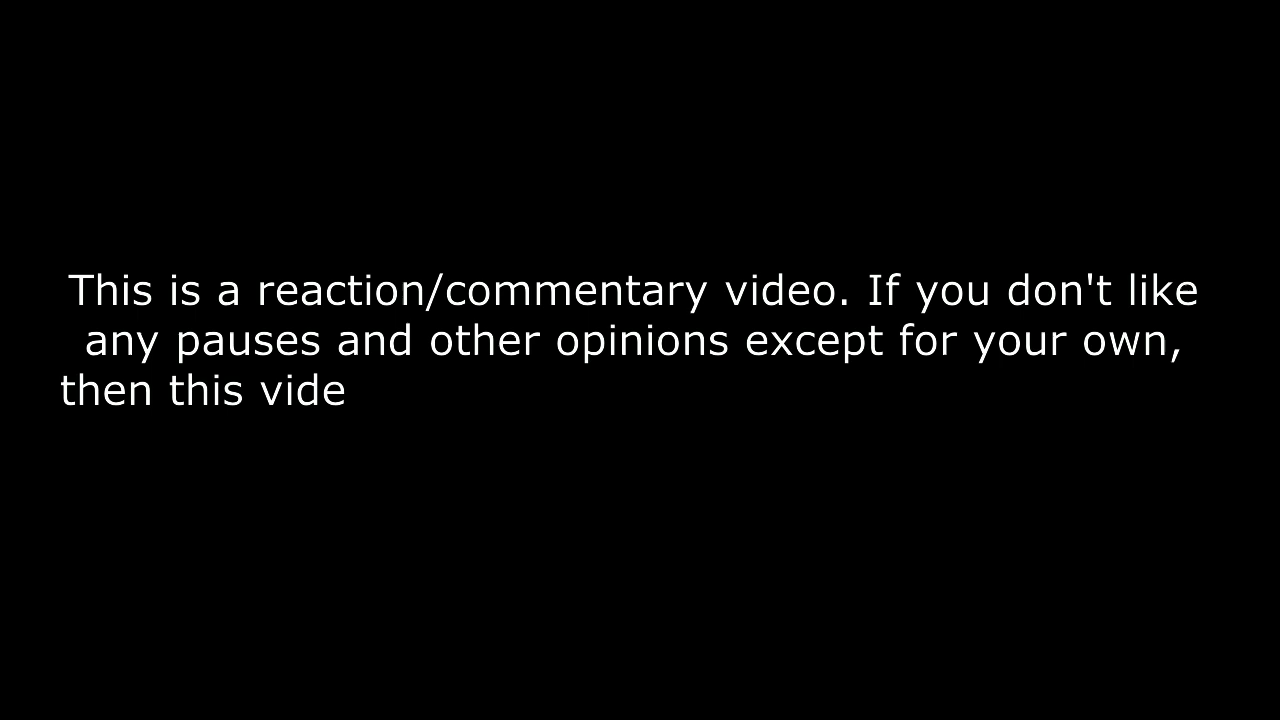 This is a reaction/commentary video. If you don't like
any pauses and other opinions except for your own,
then this vide